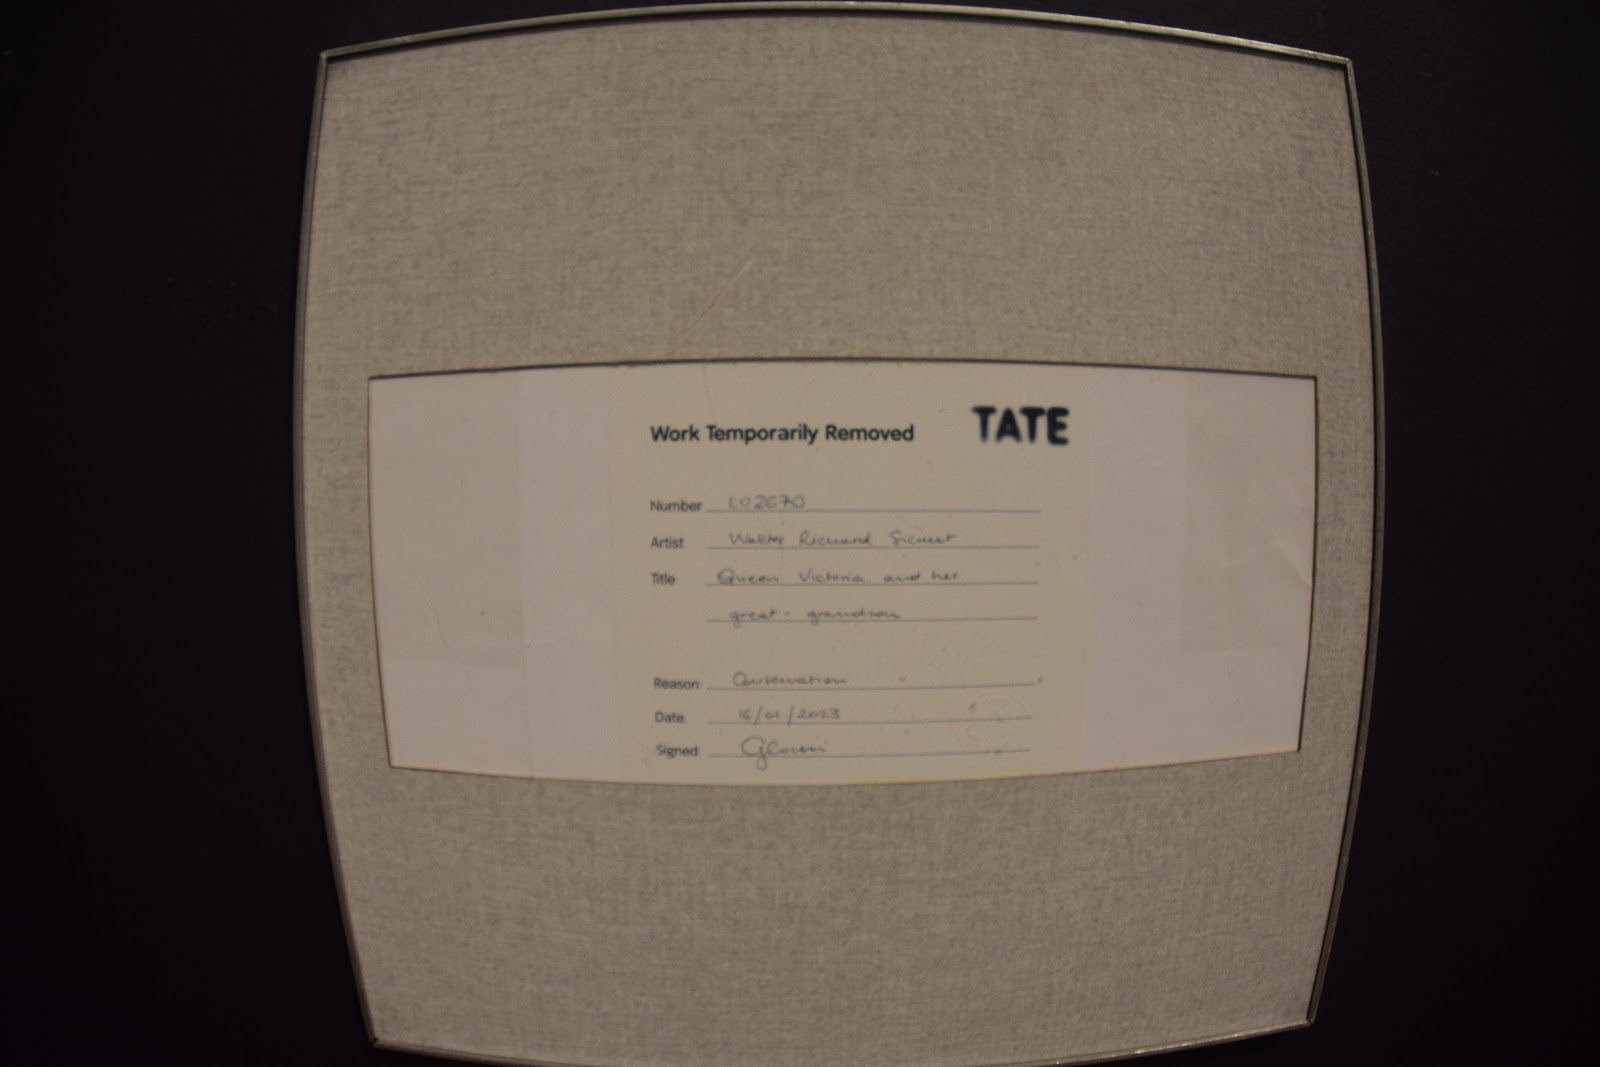 Work Temporarily Removed TATE
Number L02670
Artist Walter Richard Sickert
Title Queen Victoria and her
great-grandson
Reason Conservation
Date 16/01/2023
Signed